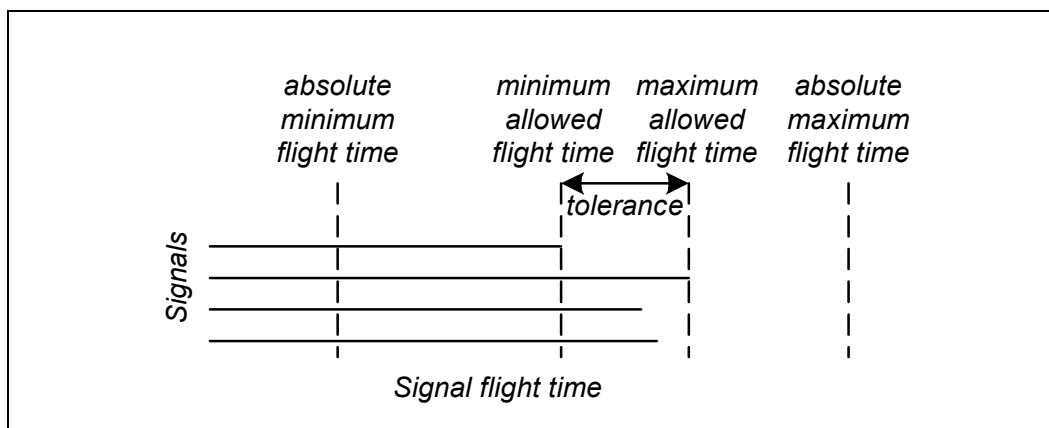 absolute
minimum
flight time
minimum
allowed
flight time
maximum
allowed
flight time
absolute
maximum
flight time
tolerance
Signals
Signal flight time